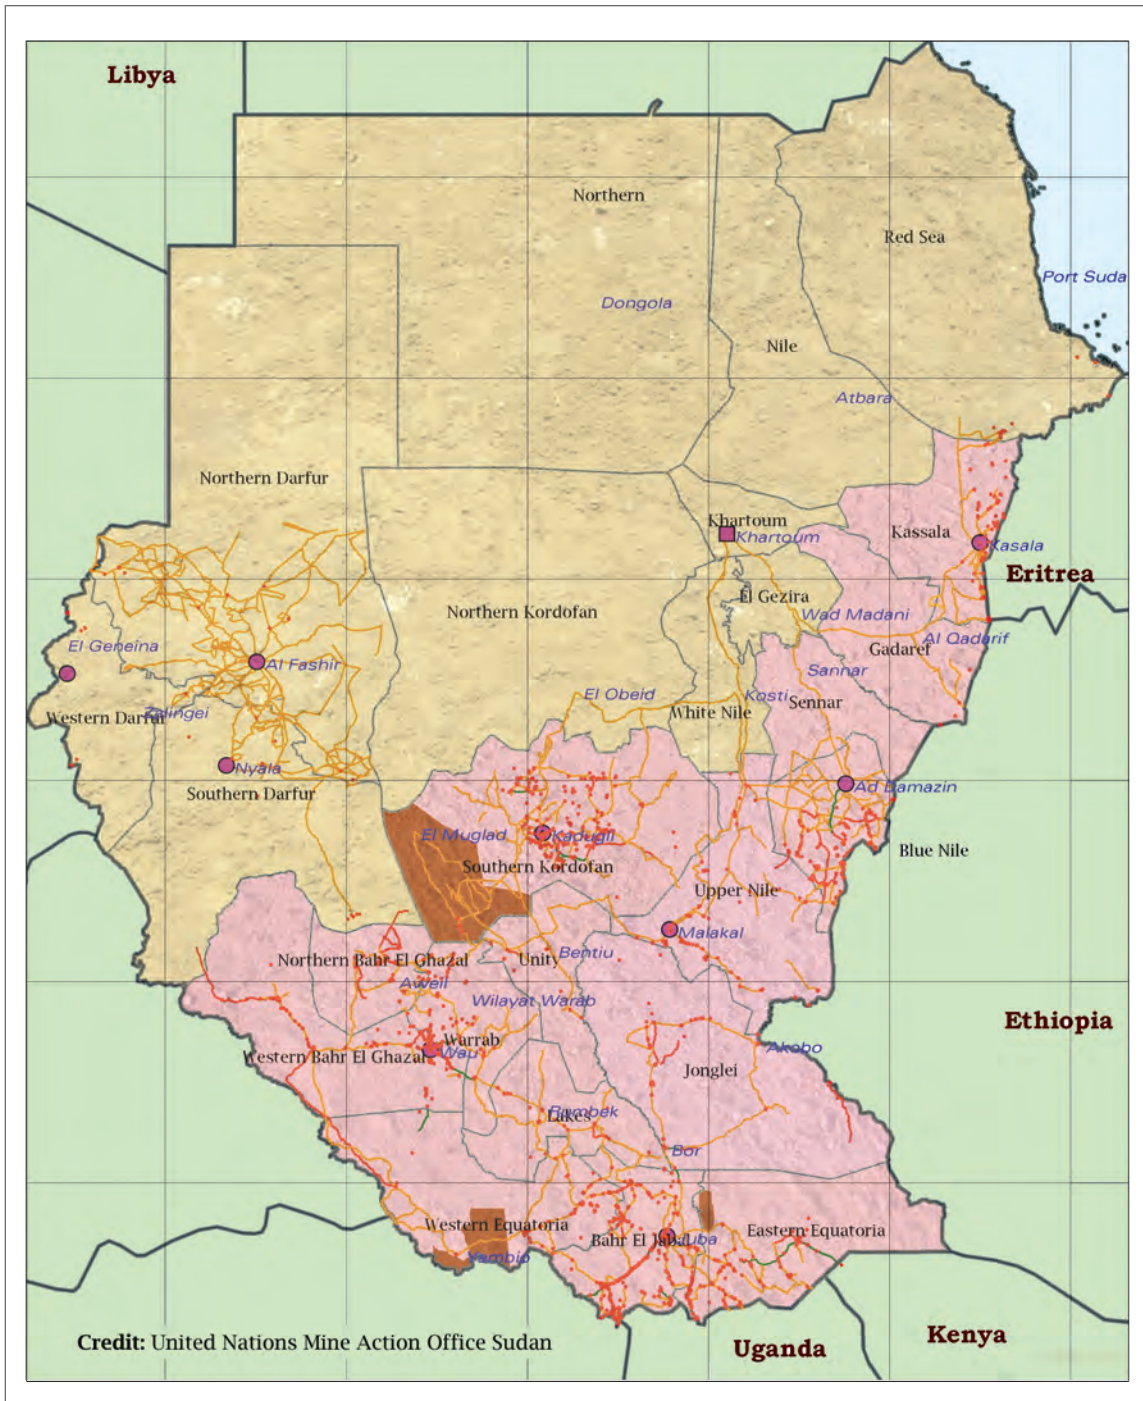 Libya
Northern
Red Sea
Port Suda
Dongola
Nile
Atbara
Northern Darfur
Khartoum
Khartoum
Kassala
Kasala
Eritrea
El Gezira
Northern Kordofan
Wad Madani
Al Qadarif
El Geneina
Gadaref
Al Fashir
Sannar
El Obeid
Kosti
Sennar
White Nile
Western Darfur
Zalingei
Nyala
Ad Damazin
Southern Darfur
El Muglad
Kadugli
Blue Nile
Southern Kordofan
Upper Nile
Malakal
Bentiu
Northern Bahr El Ghazal
Unity
Aweil
Wilayat Warab
Ethiopia
Warrab
Akobo
Western Bahr El Ghazal
Wau
Jonglei
Rumbek
Lakes
Bor
Western Equatoria
Eastern Equatoria
Bahr El Jabal
Juba
Yambio
Kenya
Credit: United Nations Mine Action Office Sudan
Uganda